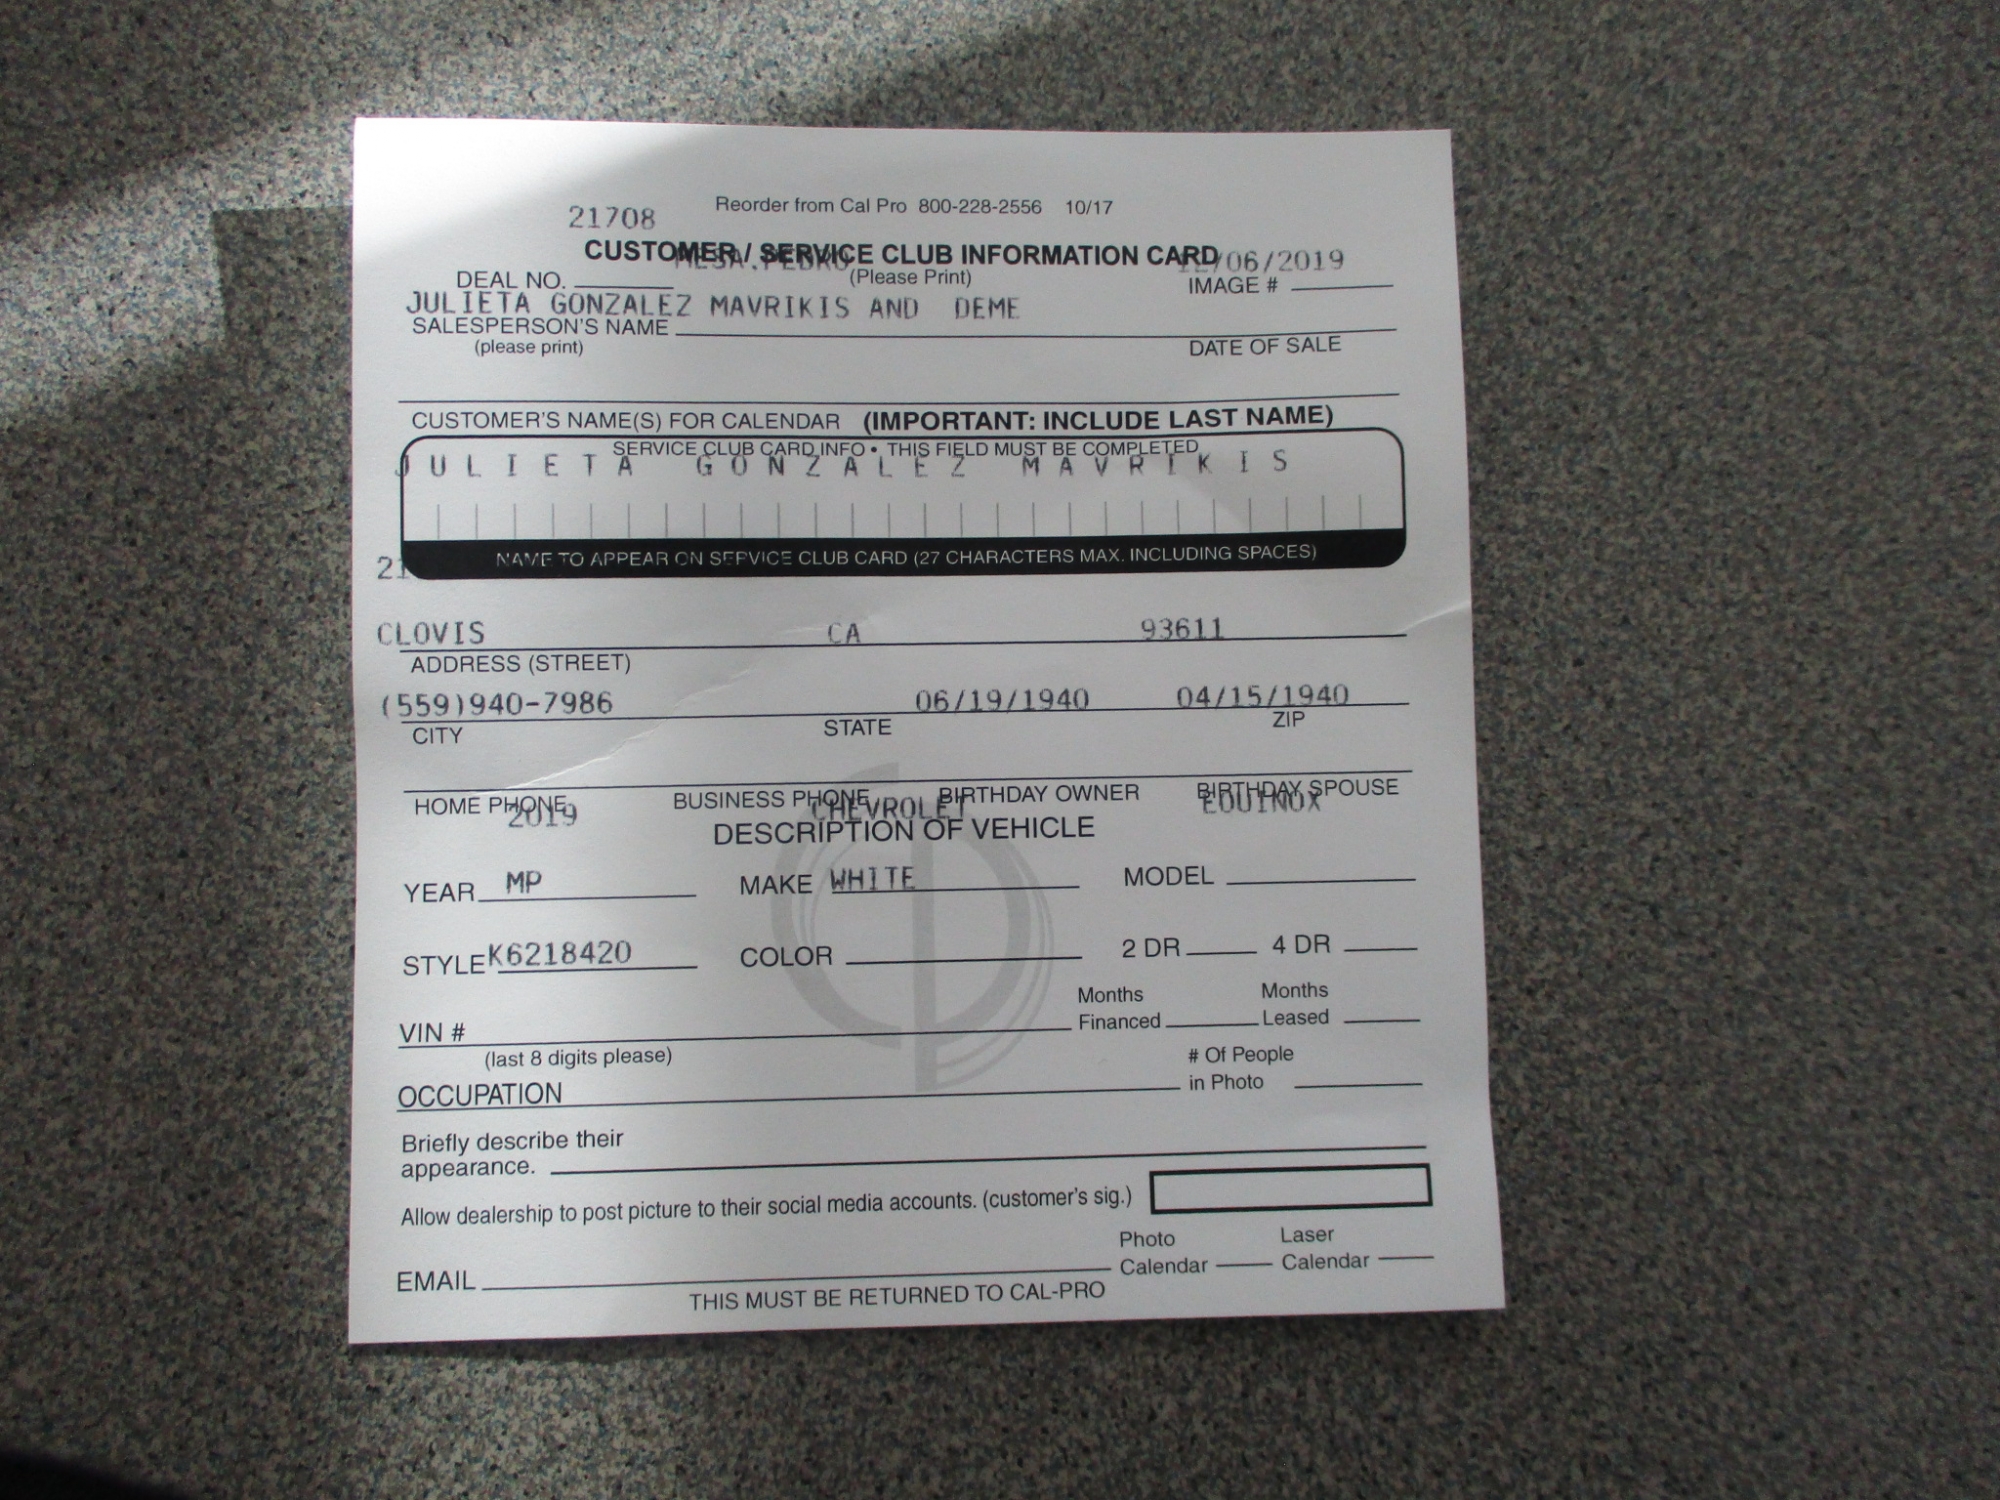 Reorder from Cal Pro 800-228-2556 10/17
21708
CUSTOMER / SERVICE CLUB INFORMATION CARD
MESA.PEDRO 12/06/2019
(Please Print)
DEAL NO. IMAGE #
JULIETA GONZALEZ MAVRIKIS AND DEME
SALESPERSON'S NAME
(please print) DATE OF SALE
CUSTOMER'S NAME(S) FOR CALENDAR (IMPORTANT: INCLUDE LAST NAME)
SERVICE CLUB CARD INFO • THIS FIELD MUST BE COMPLETED
JULIETA GONZALEZ MAVRIKIS
NAME TO APPEAR ON SERVICE CLUB CARD (27 CHARACTERS MAX. INCLUDING SPACES)
CLOVIS CA 93611
ADDRESS (STREET)
(559)940-7986 06/19/1940 04/15/1940
CITY STATE ZIP
HOME PHONE BUSINESS PHONE BIRTHDAY OWNER BIRTHDAY SPOUSE
2019 CHEVROLET EQUINOX
DESCRIPTION OF VEHICLE
MP WHITE
YEAR MAKE MODEL
K6218420
STYLE COLOR 2 DR 4 DR
Months Months
VIN # Financed Leased
(last 8 digits please) # Of People
OCCUPATION in Photo
Briefly describe their
appearance.
Allow dealership to post picture to their social media accounts. (customer's sig.)
Photo Laser
EMAIL Calendar Calendar
THIS MUST BE RETURNED TO CAL-PRO